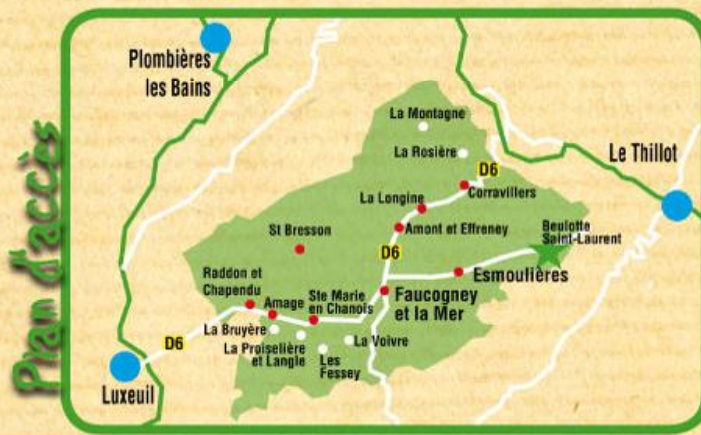 Plan d'accès
Plombières
les Bains
La Montagne
La Rosière
D6
Le Thillot
Corravillers
La Longine
St Bresson
Amont et Effreney
Beulotte
Saint-Laurent
D6
Esmoulières
Raddon et
Chapendu
Amage
Ste Marie
en Chanois
Faucogney
et la Mer
La Bruyère
D6
La Proiselière
et Langle
Les
Fessey
La Voivre
Luxeuil